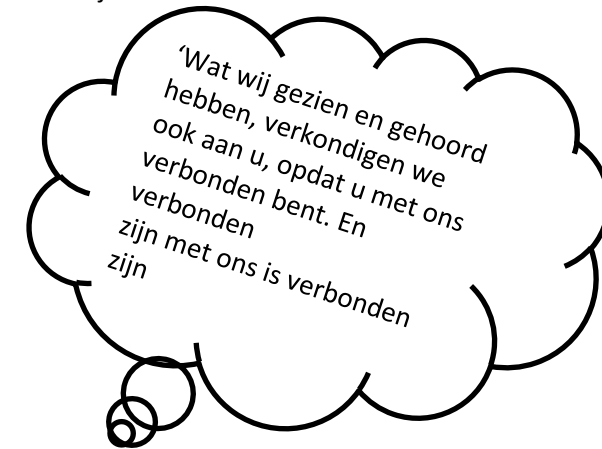 ‘Wat wij gezien en gehoord
hebben, verkondigen we
ook aan u, opdat u met ons
verbonden bent. En
verbonden
zijn met ons is verbonden
zijn